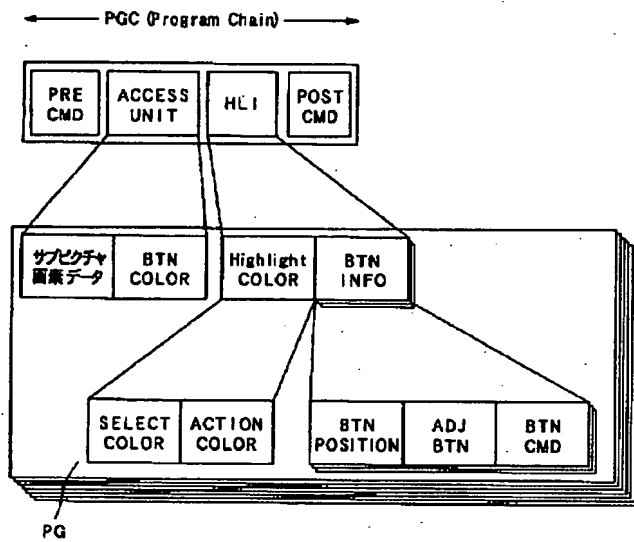 PGC (Program Chain)
PRE
CMD
ACCESS
UNIT
HLI
POST
CMD
サブピクチャ
画素データ
BTN
COLOR
Highlight
COLOR
BTN
INFO
SELECT
COLOR
ACTION
COLOR
BTN
POSITION
ADJ
BTN
BTN
CMD
PG